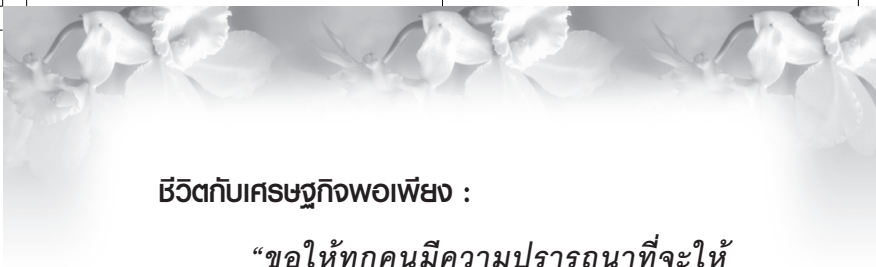 ชีวิตกับเศรษฐกิจพอเพียง :
“ขอให้ทุกคนมีความปรารถนาที่จะให้